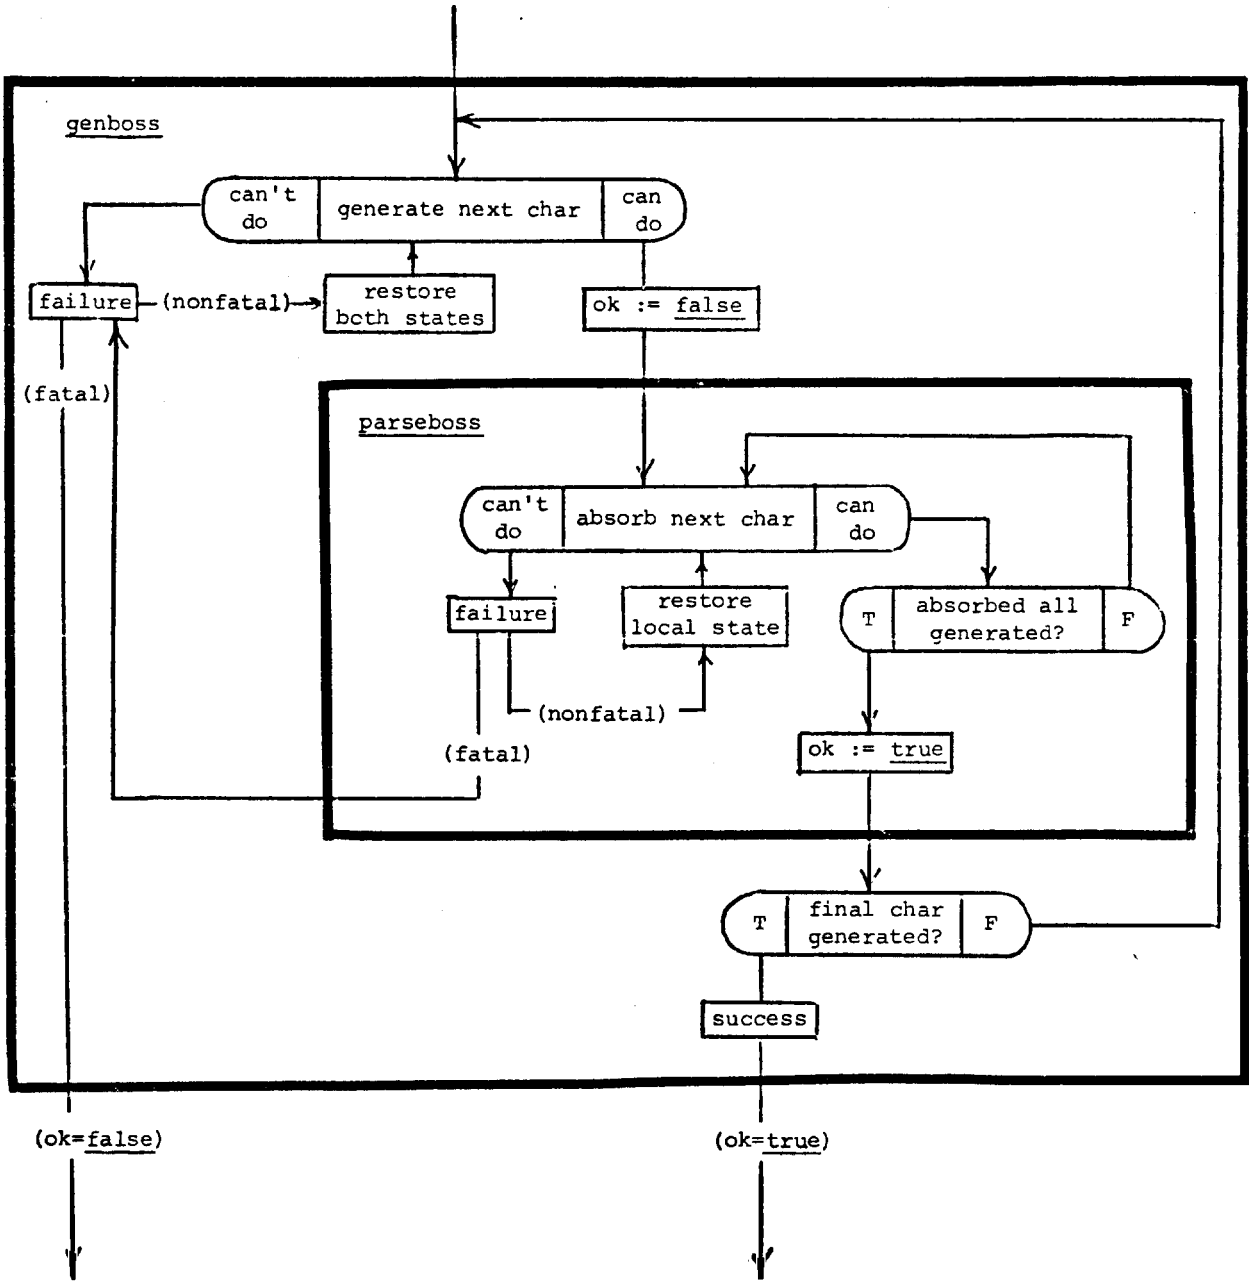 genboss
can't do
generate next char
can do
failure
(nonfatal)
restore
bcth states
ok := false
(fatal)
parseboss
can't do
absorb next char
can do
failure
restore
local state
T
absorbed all
generated?
F
(nonfatal)
(fatal)
ok := true
T
final char
generated?
F
success
(ok=false)
(ok=true)